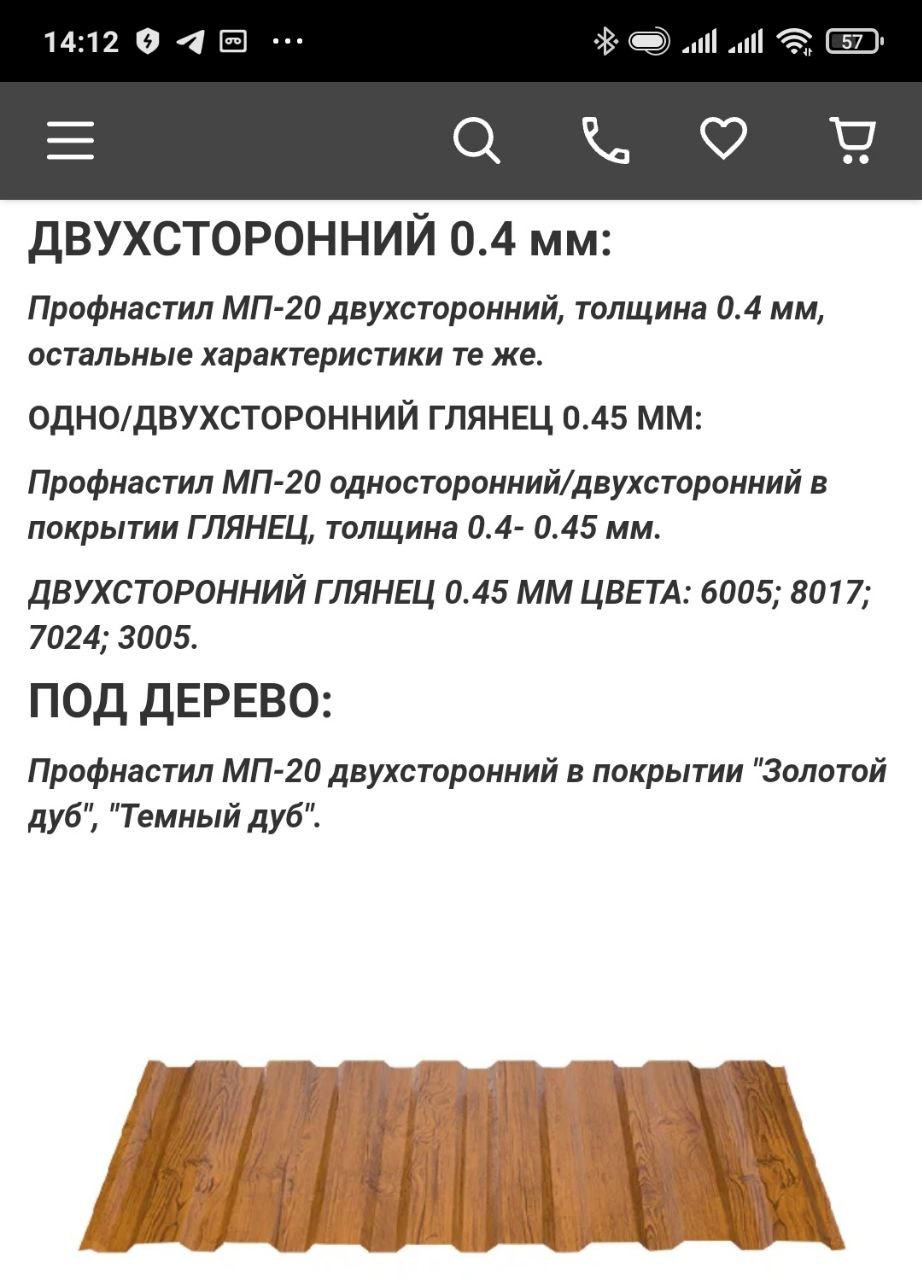 14:12
57
ДВУХСТОРОННИЙ 0.4 мм:
Профнастил МП-20 двухсторонний, толщина 0.4 мм,
остальные характеристики те же.
ОДНО/ДВУХСТОРОННИЙ ГЛЯНЕЦ 0.45 ММ:
Профнастил МП-20 односторонний/двухсторонний в
покрытии ГЛЯНЕЦ, толщина 0.4- 0.45 мм.
ДВУХСТОРОННИЙ ГЛЯНЕЦ 0.45 ММ ЦВЕТА: 6005; 8017;
7024; 3005.
ПОД ДЕРЕВО:
Профнастил МП-20 двухсторонний в покрытии "Золотой
дуб", "Темный дуб".